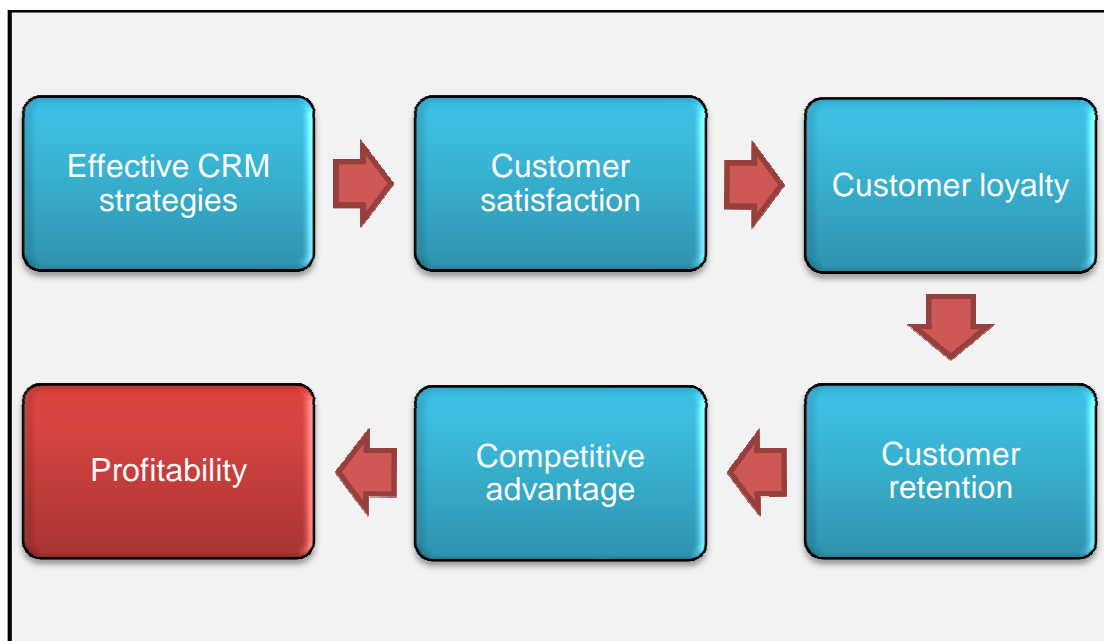 Effective CRM
strategies
Customer
satisfaction
Customer loyalty
Customer
retention
Competitive
advantage
Profitability